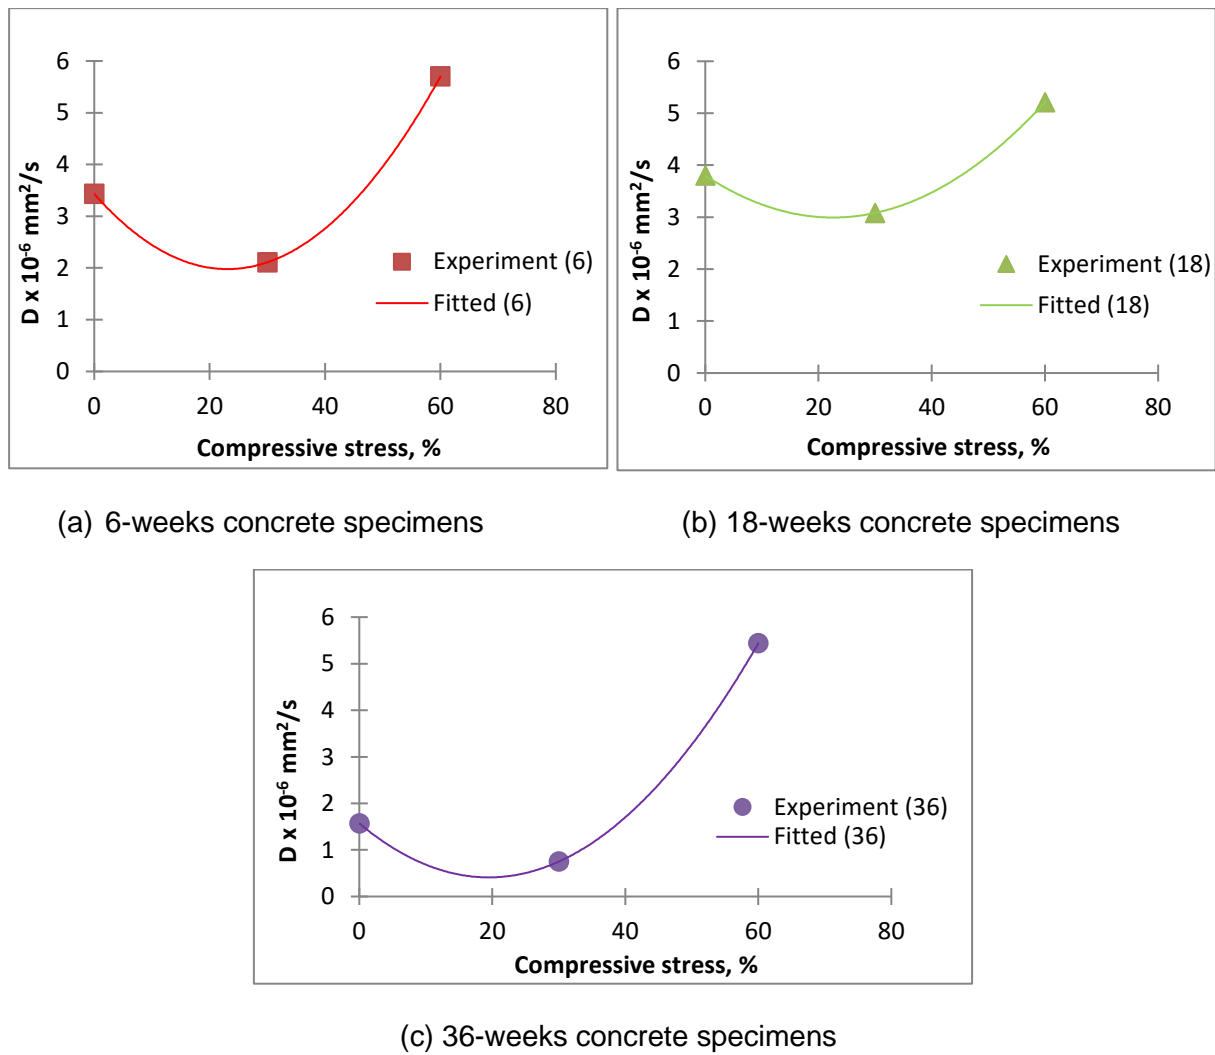 6
5
4
3
2
1
0
0 20 40 60 80
D x 10⁻⁶ mm²/s
Compressive stress, %
Experiment (6)
Fitted (6)
(a) 6-weeks concrete specimens
6
5
4
3
2
1
0
0 20 40 60 80
D x 10⁻⁶ mm²/s
Compressive stress, %
Experiment (18)
Fitted (18)
(b) 18-weeks concrete specimens
6
5
4
3
2
1
0
0 20 40 60 80
D x 10⁻⁶ mm²/s
Compressive stress, %
Experiment (36)
Fitted (36)
(c) 36-weeks concrete specimens